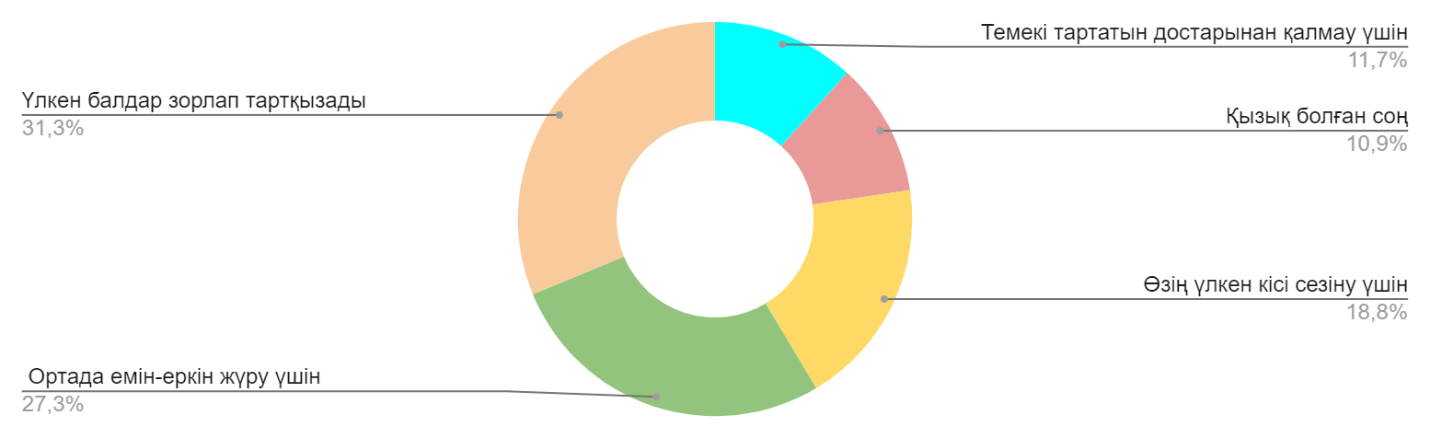 Темекі тартатын достарынан қалмау үшін
11,7%
Қызық болған соң
10,9%
Өзің үлкен кісі сезіну үшін
18,8%
Ортада емін-еркін жүру үшін
27,3%
Үлкен балдар зорлап тартқызады
31,3%